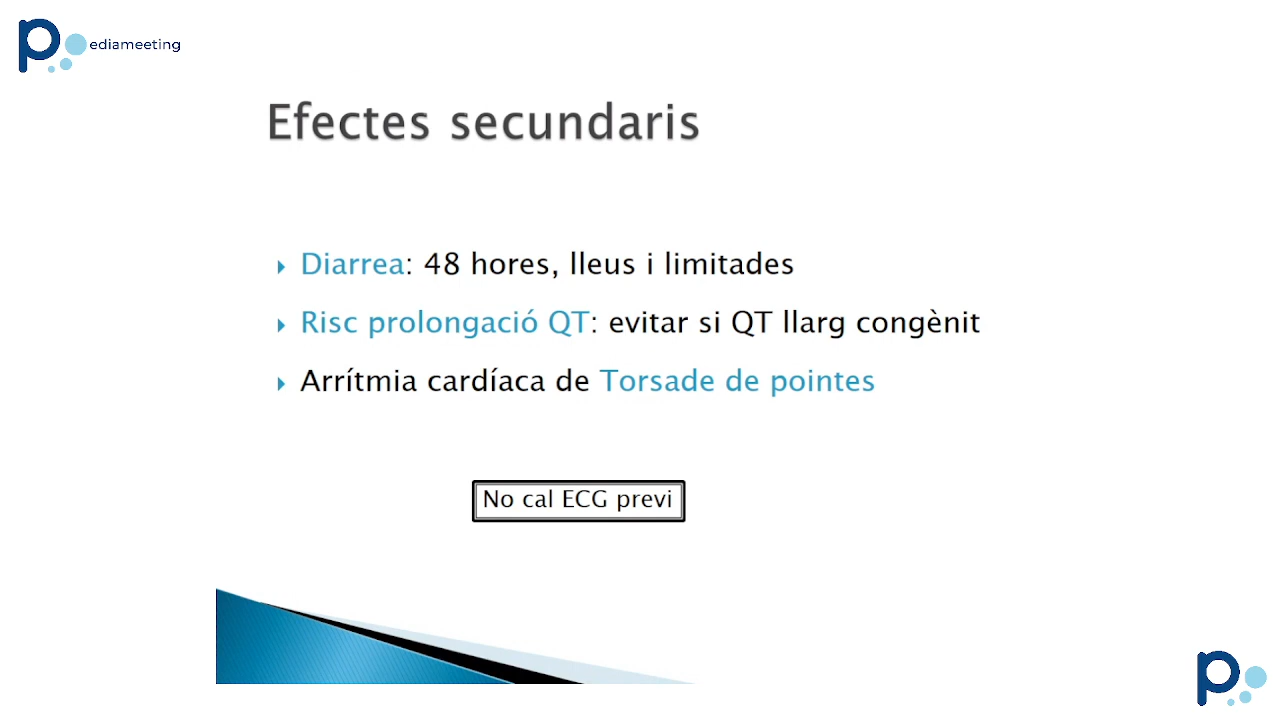 Pediameeting
Efectes secundaris
Diarrea: 48 hores, lleus i limitades
Risc prolongació QT: evitar si QT llarg congènit
Arrítmia cardíaca de Torsade de pointes
No cal ECG previ
P